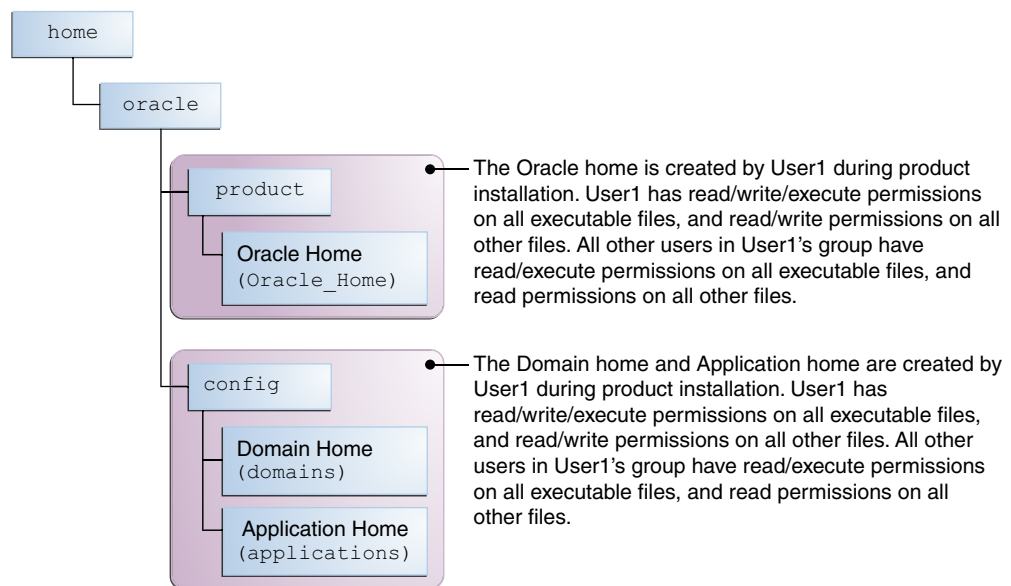 home
oracle
product
Oracle Home
(Oracle_Home)
The Oracle home is created by User1 during product
installation. User1 has read/write/execute permissions
on all executable files, and read/write permissions on all
other files. All other users in User1's group have
read/execute permissions on all executable files, and
read permissions on all other files.
config
Domain Home
(domains)
Application Home
(applications)
The Domain home and Application home are created by
User1 during product installation. User1 has
read/write/execute permissions on all executable files,
and read/write permissions on all other files. All other
users in User1's group have read/execute permissions
on all executable files, and read permissions on all
other files.